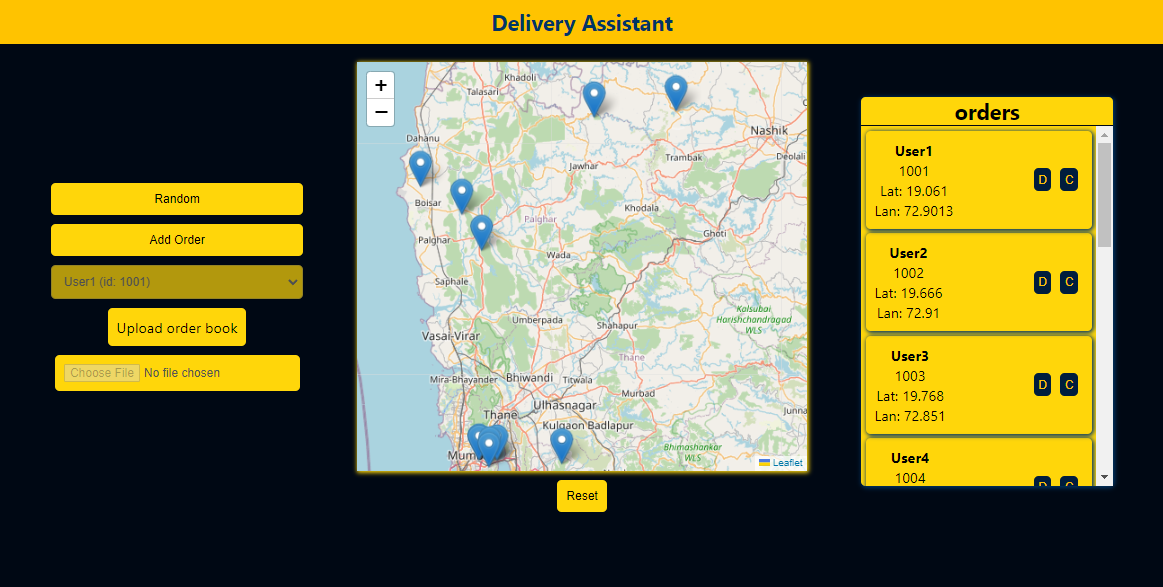 Delivery Assistant
Random
Add Order
User1 (id: 1001)
Upload order book
Choose File No file chosen
+
−
Khadoli
Talasari
Nashik
Dahanu
Deolali
Trambak
Jawhar
Boisar
Khodala
Palghar
Ghoti
Palghar
Wada
Saphale
Kalsubai
Harishchandragad
WLS
Umberpada
Shahapur
Vasai-Virar
Thane
Mira-Bhayander
Bhiwandi
Titwala
Murbad
Ulhasnagar
Junna
Thane
Kulgaon Badlapur
Bhimashankar
WLS
Mum
Leaflet
Reset
orders
User1
1001
Lat: 19.061
Lan: 72.9013
D C
User2
1002
Lat: 19.666
Lan: 72.91
D C
User3
1003
Lat: 19.768
Lan: 72.851
D C
User4
1004
D C